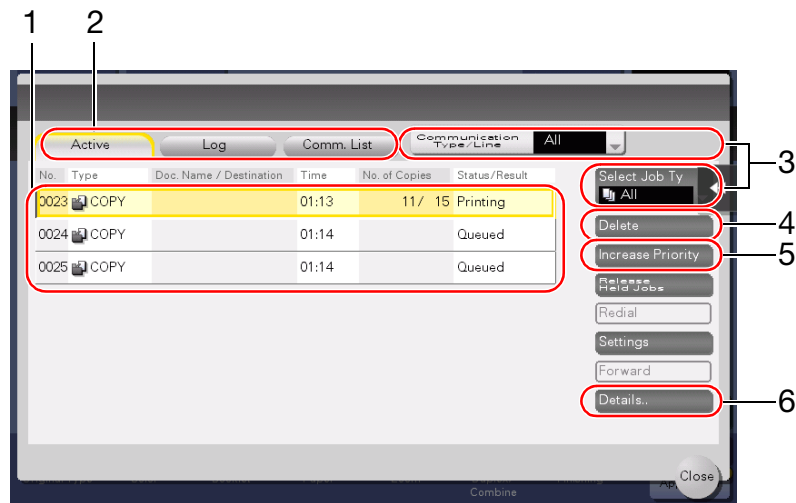 1 2
Active Log Comm. List Communication Type/Line All
3
No. Type Doc. Name / Destination Time No. of Copies Status/Result
Select Job Ty
All
0023 COPY 01:13 11/ 15 Printing
Delete
4
0024 COPY 01:14 Queued
Increase Priority
5
0025 COPY 01:14 Queued
Release
Held Jobs
Redial
Settings
Forward
Details..
6
Close
Combine